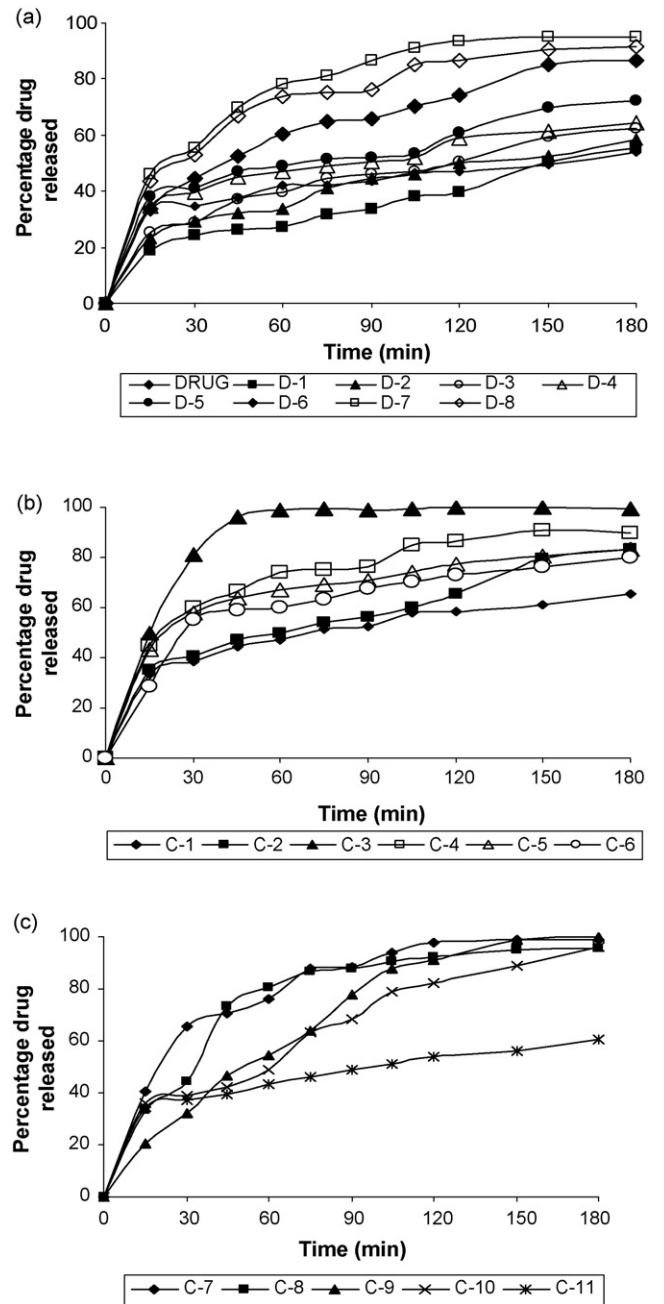 (a)
Percentage drug
released
100
80
60
40
20
0
0 30 60 90 120 150 180
Time (min)
DRUG D-1 D-2 D-3 D-4
D-5 D-6 D-7 D-8
(b)
Percentage drug
released
100
80
60
40
20
0
0 30 60 90 120 150 180
Time (min)
C-1 C-2 C-3 C-4 C-5 C-6
(c)
Percentage drug
released
100
80
60
40
20
0
0 30 60 90 120 150 180
Time (min)
C-7 C-8 C-9 C-10 C-11